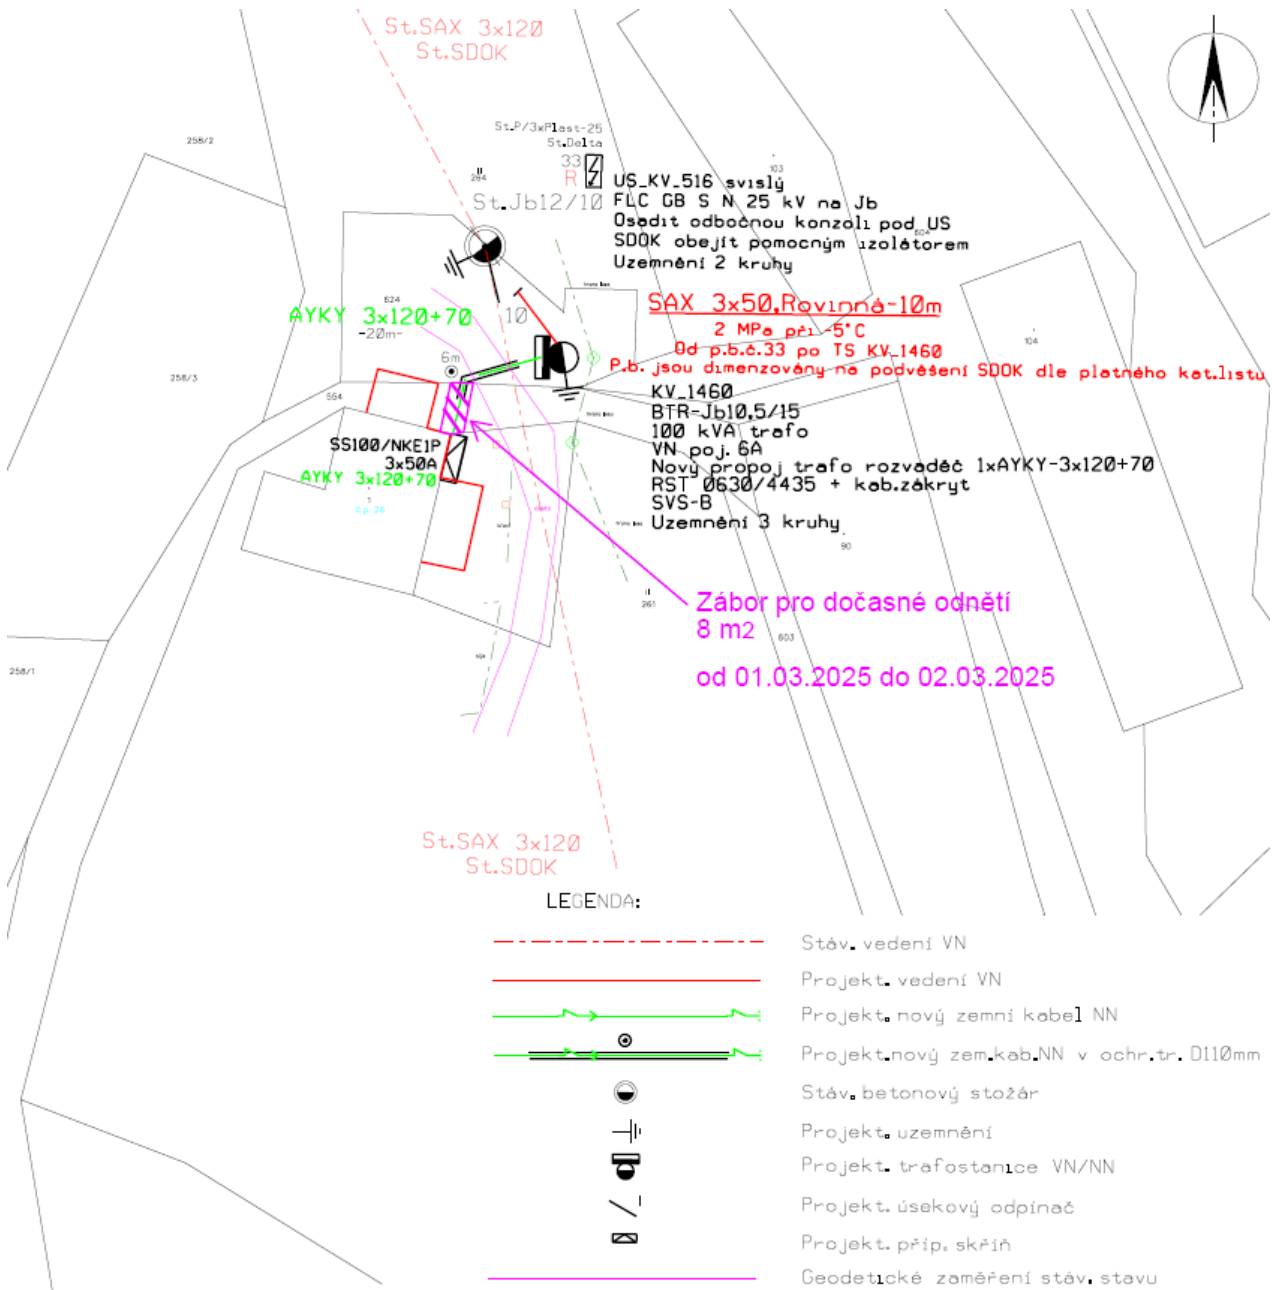 St.SAX 3x120
St.SDOK
258/2
St.P/3xPlast-25
St.Delta
33
R
284
St.Jb12/10
103
US_KV_516 svislý
FLC GB S N 25 kV na Jb
Osadit odbočnou konzoli pod US
SDOK obejít pomocným izolátorem
Uzemnění 2 kruhy
604
624
AYKY 3x120+70
-20m-
10
6m
SAX 3x50,Rovinná-10m
2 MPa při -5°C
Od p.b.č.33 po TS KV_1460
P.b. jsou dimenzovány na podvěšení SDOK dle platného kat.listu
104
258/3
554
KV_1460
BTR-Jb10,5/15
100 kVA trafo
VN poj. 6A
Nový propoj trafo rozvaděč 1xAYKY-3x120+70
RST 0630/4435 + kab.zákryt
SVS-B
Uzemnění 3 kruhy
SS100/NKE1P
3x50A
AYKY 3x120+70
1
č.p. 26
90
261
603
258/1
Zábor pro dočasné odnětí
8 m2
od 01.03.2025 do 02.03.2025
St.SAX 3x120
St.SDOK
LEGENDA:
Stáv. vedení VN
Projekt. vedení VN
Projekt. nový zemní kabel NN
Projekt.nový zem.kab.NN v ochr.tr. D110mm
Stáv. betonový stožár
Projekt. uzemnění
Projekt. trafostanice VN/NN
Projekt. úsekový odpínač
Projekt. příp. skříň
Geodetické zaměření stáv. stavu